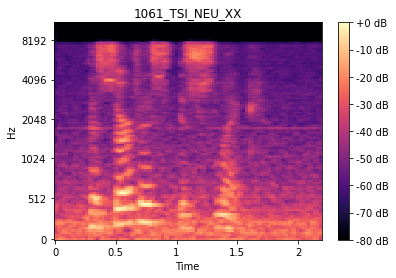 1061_TSI_NEU_XX
Hz
8192
4096
2048
1024
512
0
0
0.5
1
1.5
2
Time
+0 dB
-10 dB
-20 dB
-30 dB
-40 dB
-50 dB
-60 dB
-70 dB
-80 dB